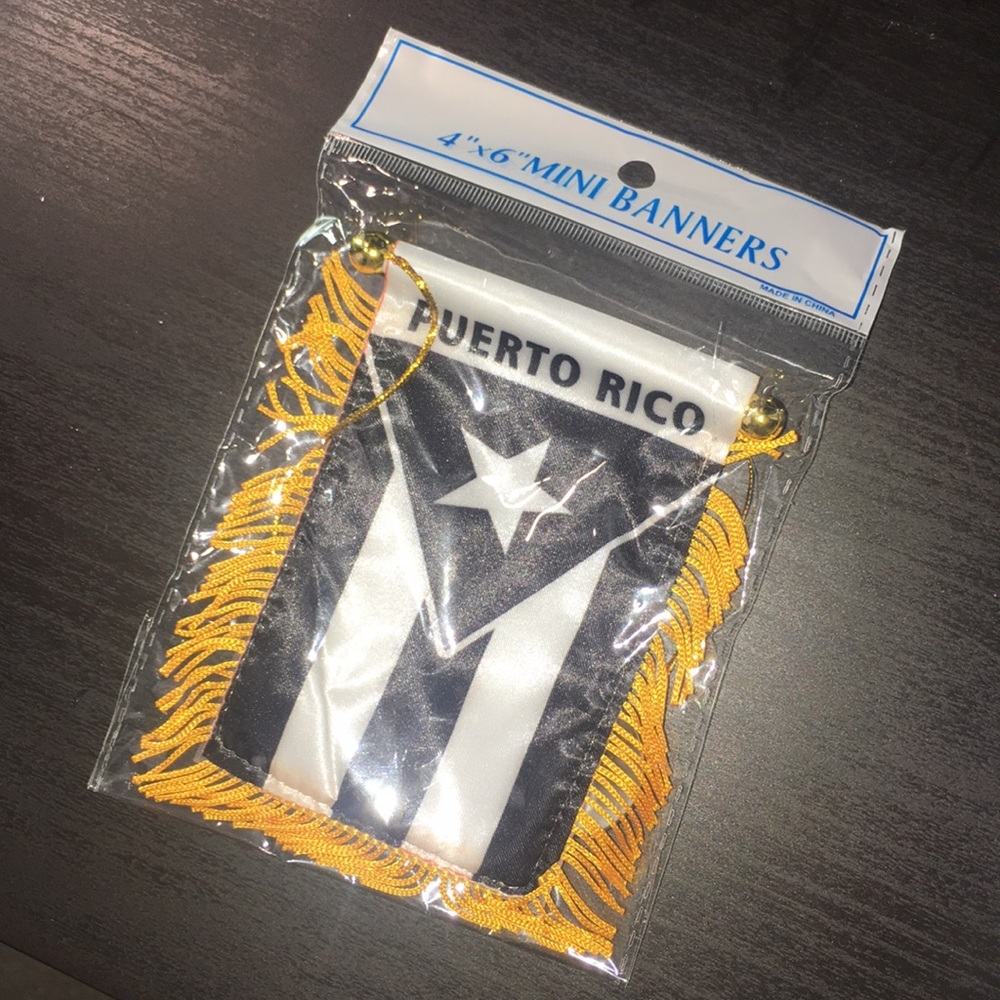 4"x6"MINI BANNERS
MADE IN CHINA
PUERTO RICO